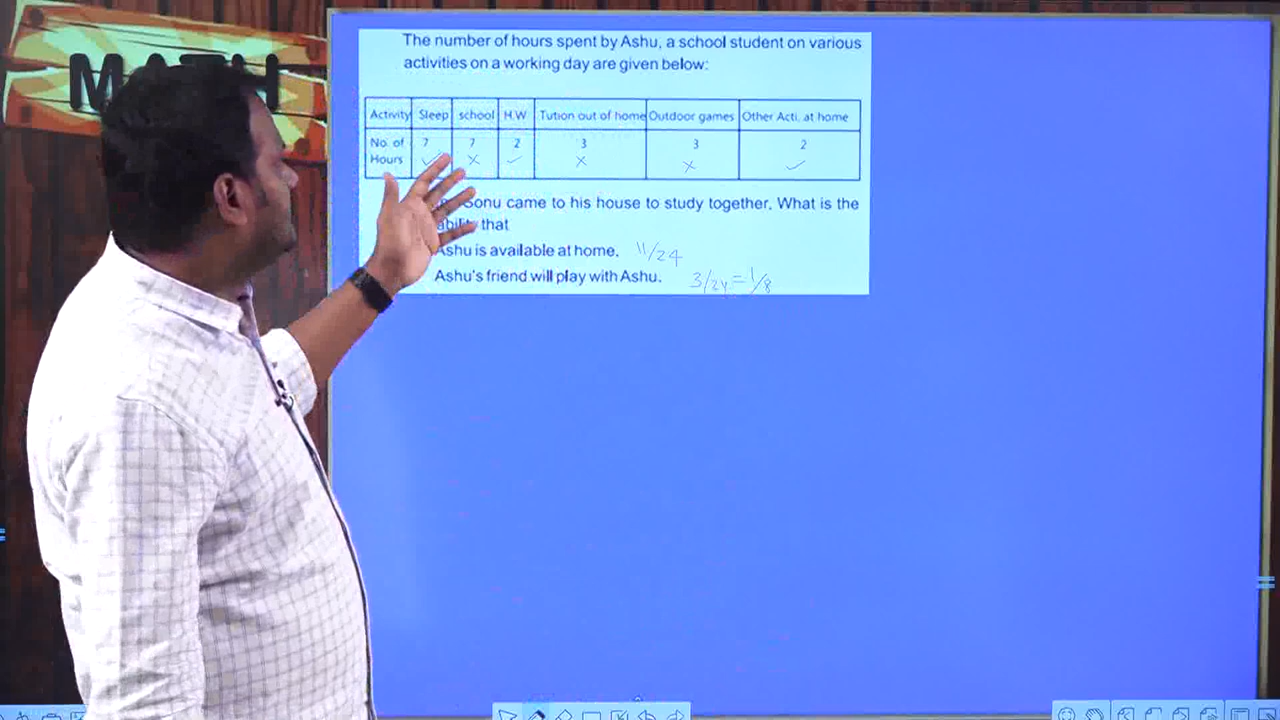 MATH
The number of hours spent by Ashu, a school student on various
activities on a working day are given below:
Activity Sleep school H.W Tution out of home Outdoor games Other Acti. at home
No. of 7 7 2 3 3 2
Hours ✓ × ✓ × × ✓
Sonu came to his house to study together. What is the
that
Ashu is available at home. 11/24
Ashu's friend will play with Ashu. 3/24 = 1/8